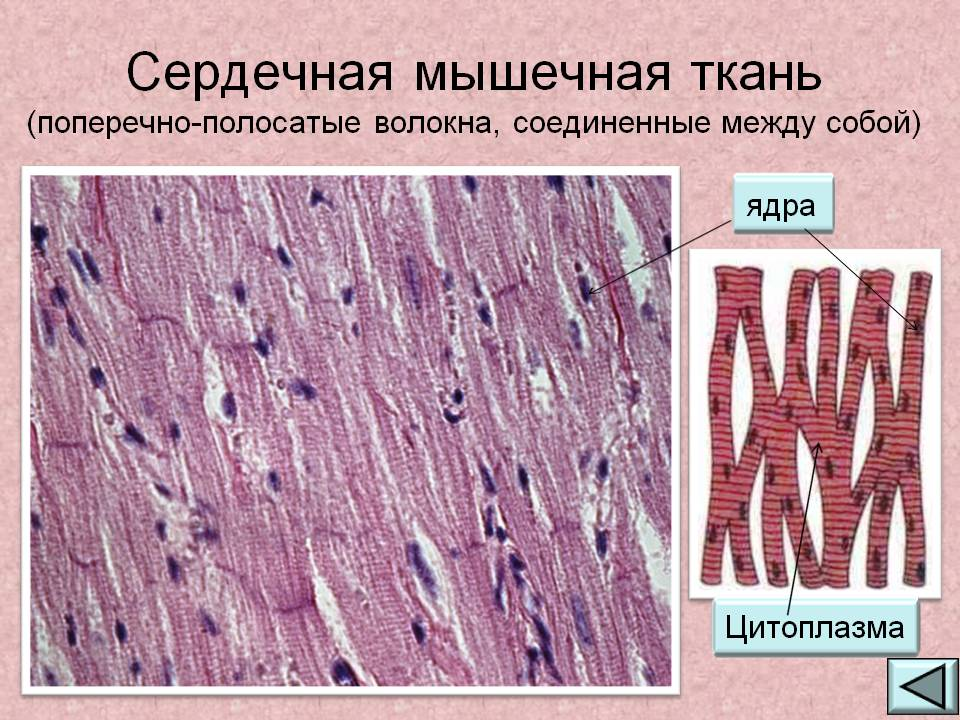 Сердечная мышечная ткань
(поперечно-полосатые волокна, соединенные между собой)
ядра
Цитоплазма